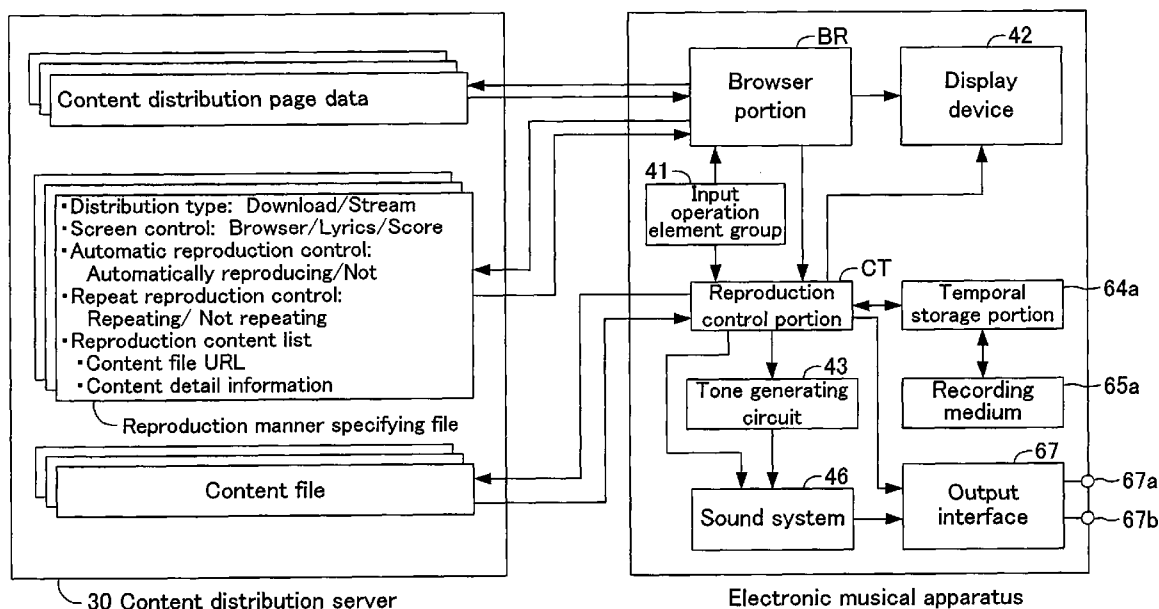 Content distribution page data
・Distribution type: Download/Stream
・Screen control: Browser/Lyrics/Score
・Automatic reproduction control:
Automatically reproducing/Not
・Repeat reproduction control:
Repeating/ Not repeating
・Reproduction content list
・Content file URL
・Content detail information
Reproduction manner specifying file
Content file
30 Content distribution server
BR
Browser
portion
42
Display
device
41
Input
operation
element group
CT
Reproduction
control portion
64a
Temporal
storage portion
43
Tone generating
circuit
65a
Recording
medium
46
Sound system
67
Output
interface
67a
67b
Electronic musical apparatus